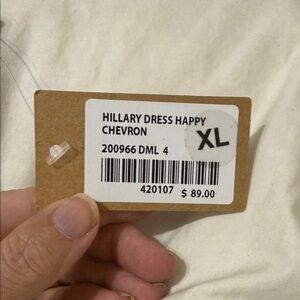 HILLARY DRESS HAPPY
CHEVRON
XL
200966 DML 4
420107 $ 89.00